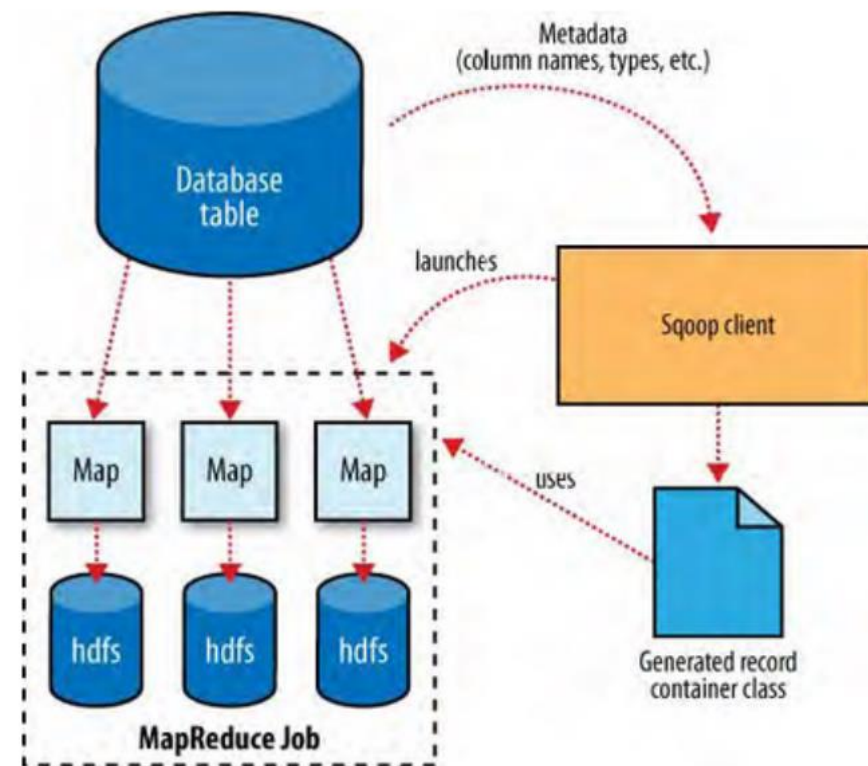 Metadata
(column names, types, etc.)
Database
table
launches
Sqoop client
Map
Map
Map
uses
hdfs
hdfs
hdfs
Generated record
container class
MapReduce Job